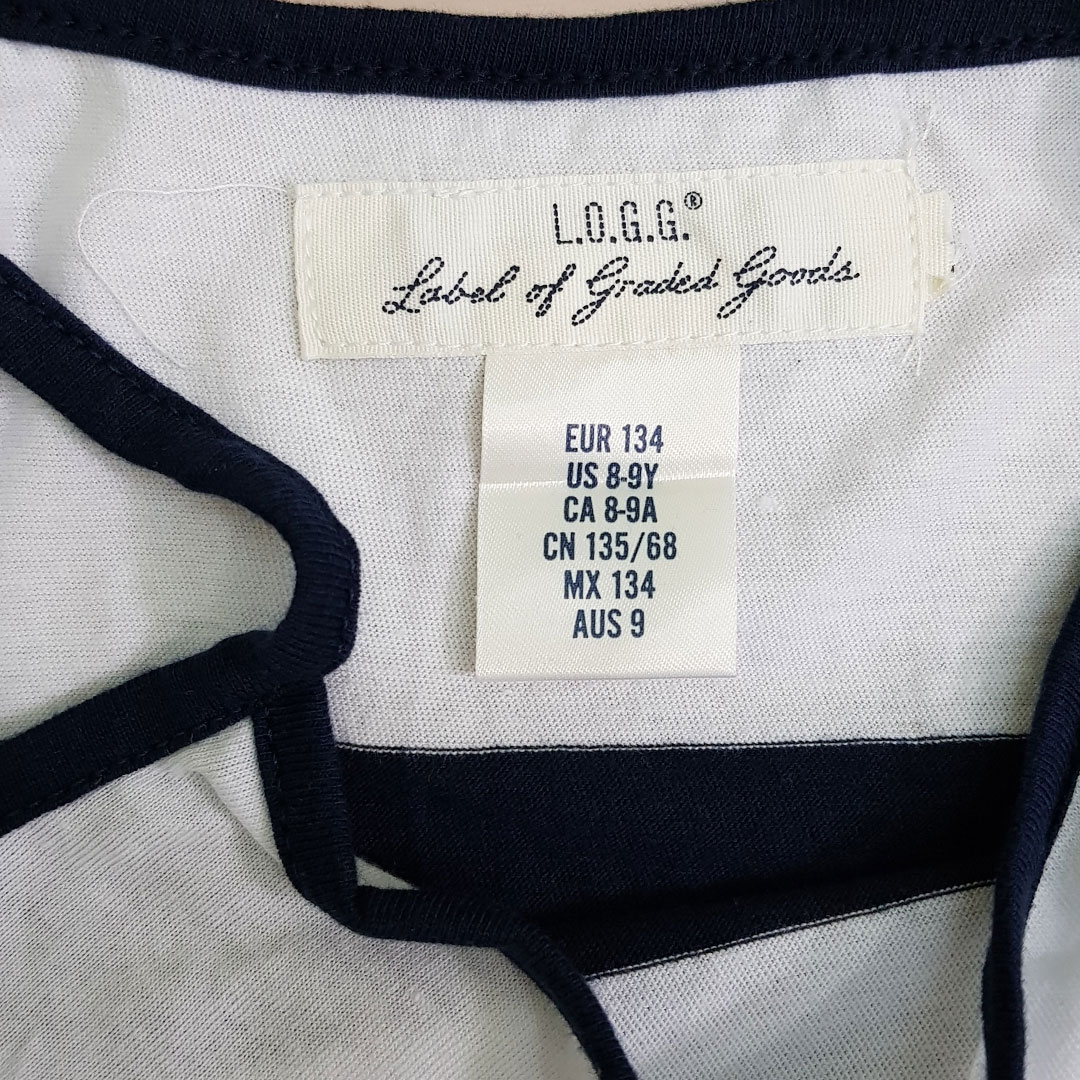 L.O.G.G.®
Label of Graded Goods
EUR 134
US 8-9Y
CA 8-9A
CN 135/68
MX 134
AUS 9